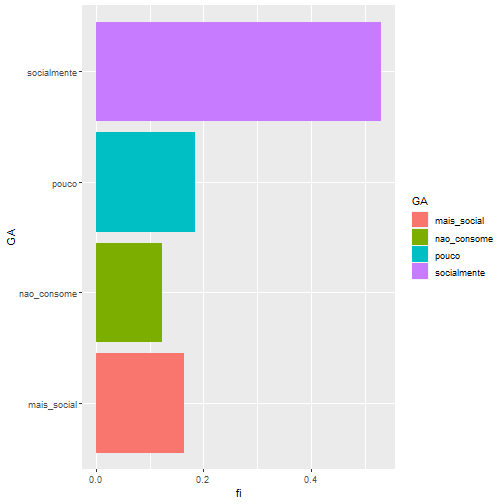 socialmente
pouco
nao_consome
mais_social
GA
0.0
0.2
0.4
fi
GA
mais_social
nao_consome
pouco
socialmente